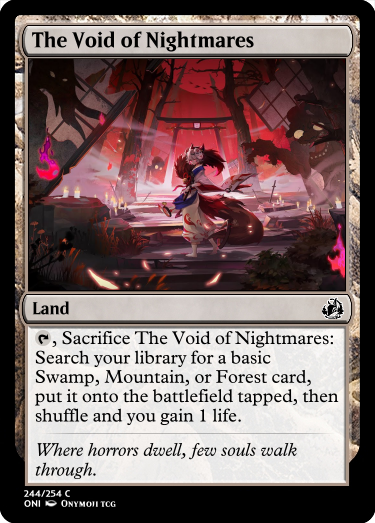 The Void of Nightmares
Land
, Sacrifice The Void of Nightmares:
Search your library for a basic
Swamp, Mountain, or Forest card,
put it onto the battlefield tapped, then
shuffle and you gain 1 life.
Where horrors dwell, few souls walk
through.
244/254 C
ONI Onymofi TCG